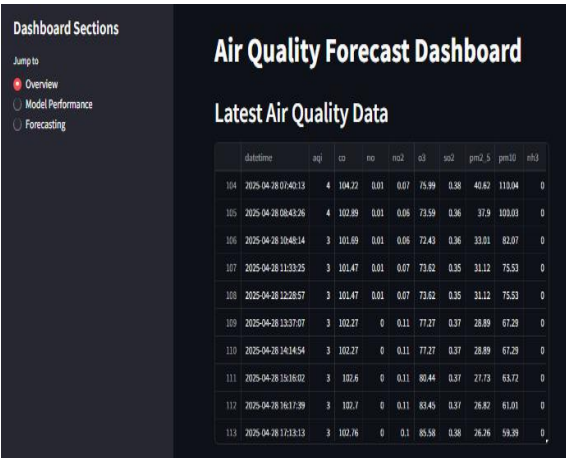 Dashboard Sections
Jump to
Overview
Model Performance
Forecasting
Air Quality Forecast Dashboard
Latest Air Quality Data
datetime aqi co no no2 o3 so2 pm2_5 pm10 nh3
104 2025-04-28 07:40:13 4 104.22 0.01 0.07 75.99 0.38 40.62 110.04 0
105 2025-04-28 08:43:26 4 102.89 0.01 0.06 73.59 0.36 37.9 100.03 0
106 2025-04-28 10:48:14 3 101.69 0.01 0.06 72.43 0.36 33.01 82.07 0
107 2025-04-28 11:33:25 3 101.47 0.01 0.07 73.62 0.35 31.12 75.53 0
108 2025-04-28 12:28:57 3 101.47 0.01 0.07 73.62 0.35 31.12 75.53 0
109 2025-04-28 13:37:07 3 102.27 0 0.11 77.27 0.37 28.89 67.29 0
110 2025-04-28 14:14:54 3 102.27 0 0.11 77.27 0.37 28.89 67.29 0
111 2025-04-28 15:16:02 3 102.6 0 0.11 80.44 0.37 27.73 63.72 0
112 2025-04-28 16:17:39 3 102.7 0 0.11 83.45 0.37 26.82 61.01 0
113 2025-04-28 17:13:13 3 102.76 0 0.1 85.58 0.38 26.26 59.39 0